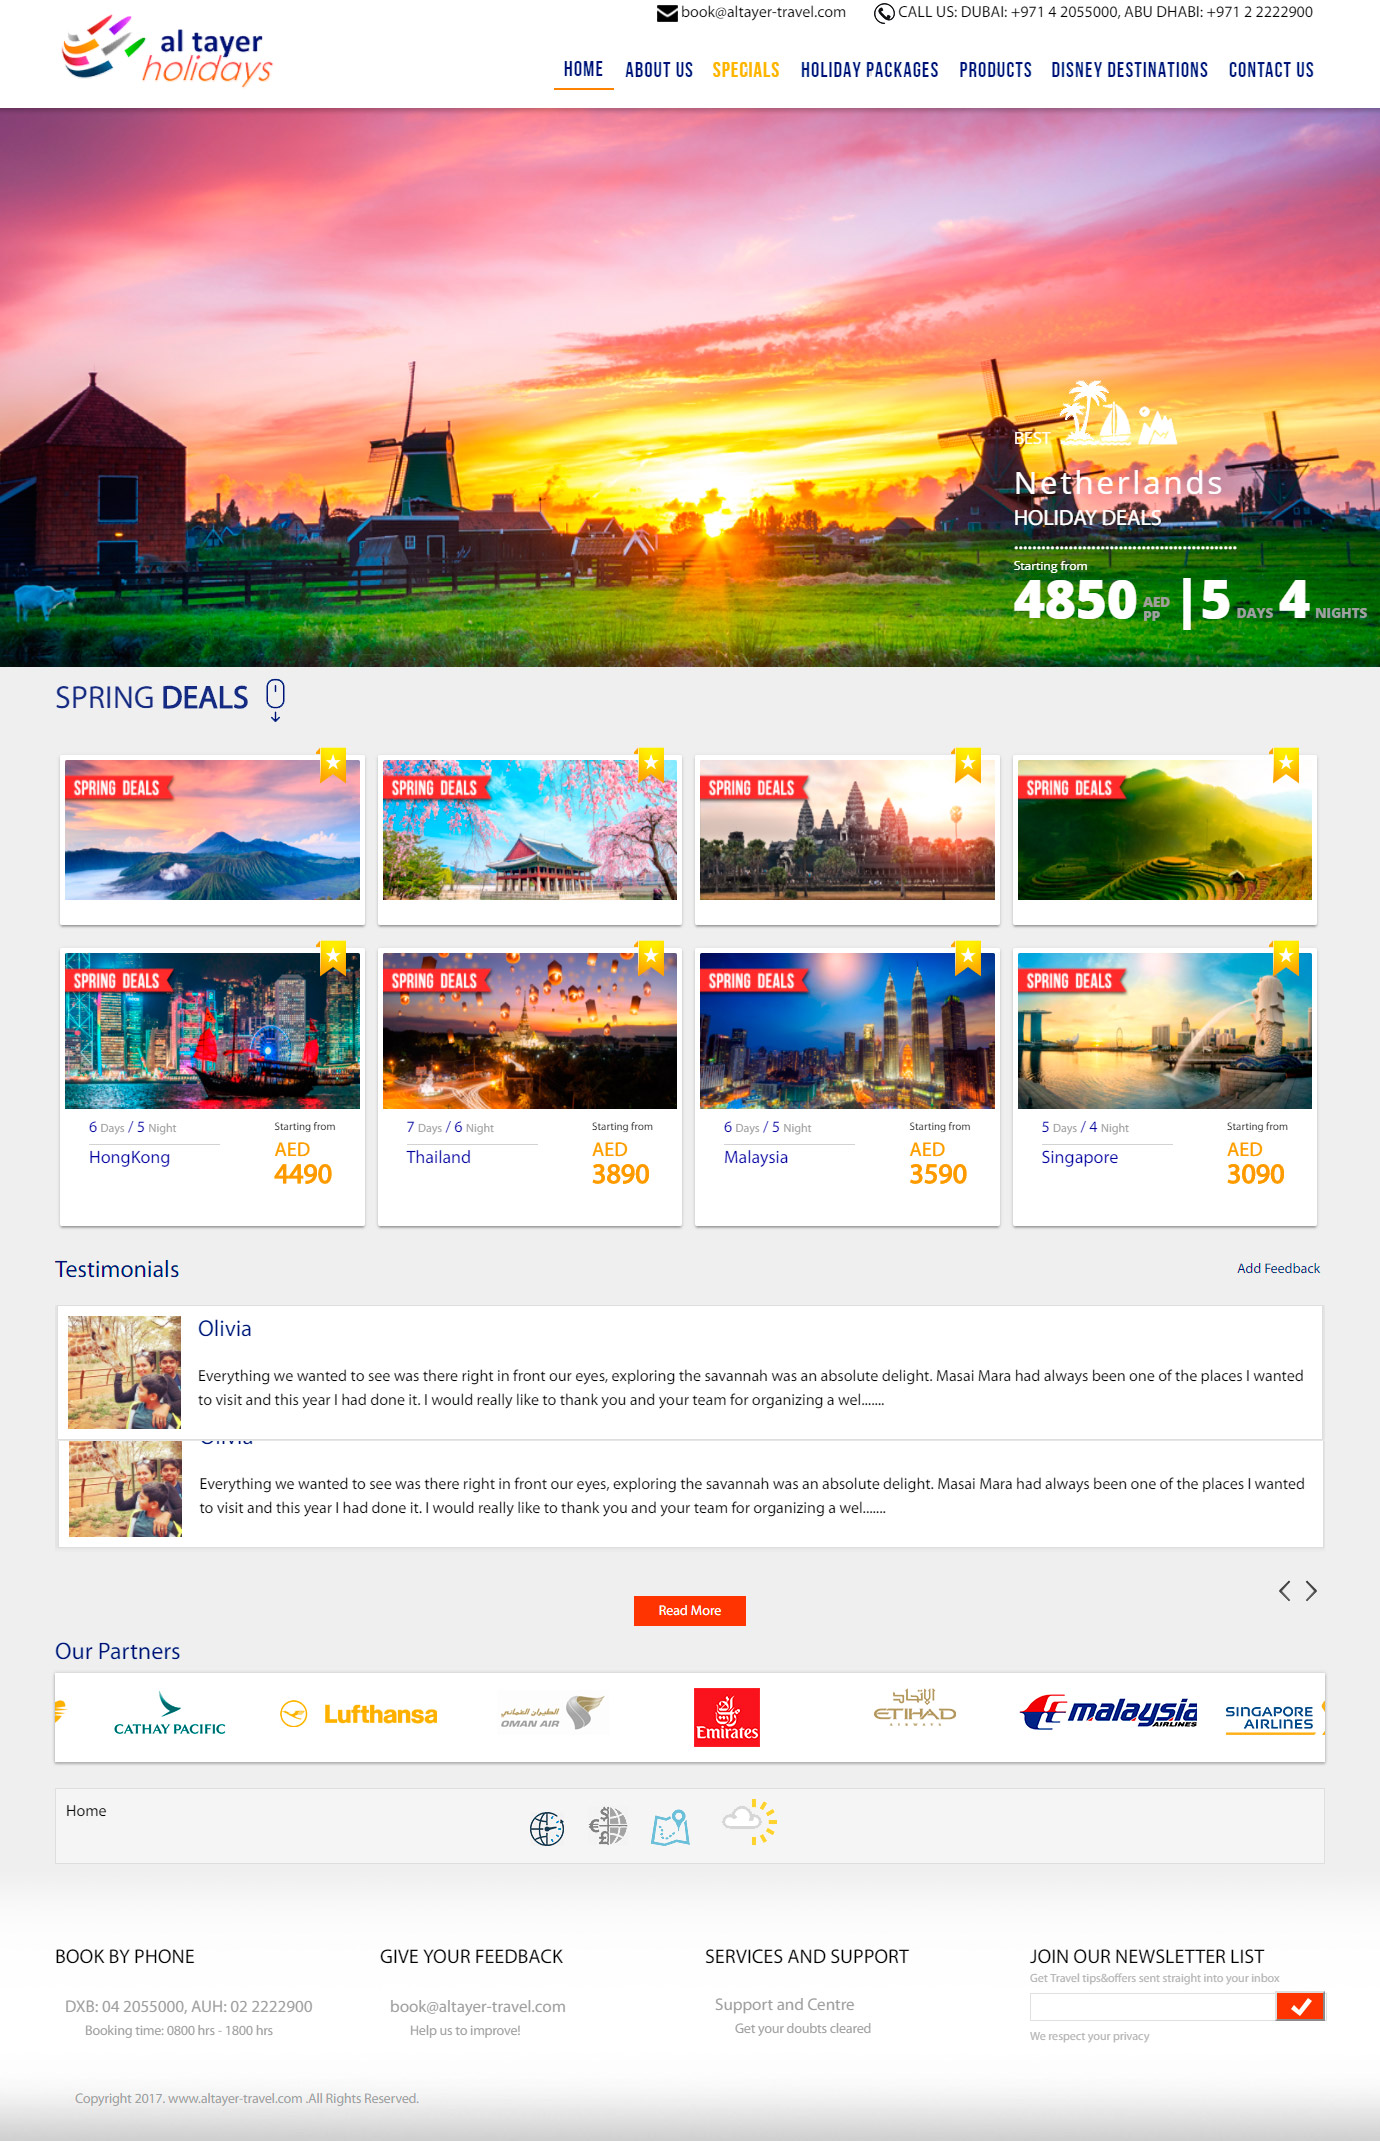 book@altayer-travel.com
CALL US: DUBAI: +971 4 2055000, ABU DHABI: +971 2 2222900
al tayer
holidays
HOME
ABOUT US
SPECIALS
HOLIDAY PACKAGES
PRODUCTS
DISNEY DESTINATIONS
CONTACT US
BEST
Netherlands
HOLIDAY DEALS
Starting from
4850 AED PP | 5 DAYS 4 NIGHTS
SPRING DEALS
SPRING DEALS
SPRING DEALS
SPRING DEALS
SPRING DEALS
SPRING DEALS
SPRING DEALS
SPRING DEALS
SPRING DEALS
6 Days / 5 Night
HongKong
Starting from
AED
4490
7 Days / 6 Night
Thailand
Starting from
AED
3890
6 Days / 5 Night
Malaysia
Starting from
AED
3590
5 Days / 4 Night
Singapore
Starting from
AED
3090
Testimonials
Add Feedback
Olivia
Everything we wanted to see was there right in front our eyes, exploring the savannah was an absolute delight. Masai Mara had always been one of the places I wanted
to visit and this year I had done it. I would really like to thank you and your team for organizing a wel.......
Olivia
Everything we wanted to see was there right in front our eyes, exploring the savannah was an absolute delight. Masai Mara had always been one of the places I wanted
to visit and this year I had done it. I would really like to thank you and your team for organizing a wel.......
Read More
Our Partners
CATHAY PACIFIC
Lufthansa
الطيران العماني
OMAN AIR
Emirates
الإتحاد
ETIHAD
AIRWAYS
malaysia
AIRLINES
SINGAPORE
AIRLINES
Home
BOOK BY PHONE
DXB: 04 2055000, AUH: 02 2222900
Booking time: 0800 hrs - 1800 hrs
GIVE YOUR FEEDBACK
book@altayer-travel.com
Help us to improve!
SERVICES AND SUPPORT
Support and Centre
Get your doubts cleared
JOIN OUR NEWSLETTER LIST
Get Travel tips&offers sent straight into your inbox
We respect your privacy
Copyright 2017. www.altayer-travel.com .All Rights Reserved.